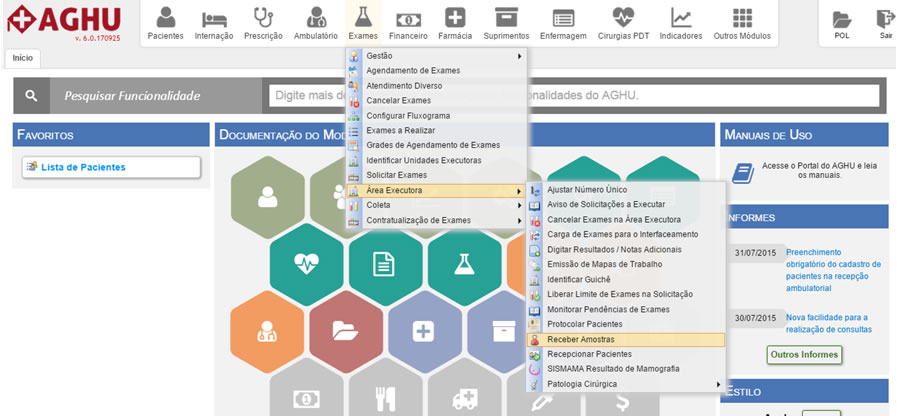 AGHU
v. 6.0.170925
Pacientes Internação Prescrição Ambulatório Exames Financeiro Farmácia Suprimentos Enfermagem Cirurgias PDT Indicadores Outros Módulos POL Sair
Início
Pesquisar Funcionalidade
Digite mais de
nalidades do AGHU.
FAVORITOS
Lista de Pacientes
DOCUMENTAÇÃO DO MÓD
Gestão
Agendamento de Exames
Atendimento Diverso
Cancelar Exames
Configurar Fluxograma
Exames a Realizar
Grades de Agendamento de Exames
Identificar Unidades Executoras
Solicitar Exames
Área Executora
Coleta
Contratualização de Exames
Ajustar Número Único
Aviso de Solicitações a Executar
Cancelar Exames na Área Executora
Carga de Exames para o Interfaceamento
Digitar Resultados / Notas Adicionais
Emissão de Mapas de Trabalho
Identificar Guichê
Liberar Limite de Exames na Solicitação
Monitorar Pendências de Exames
Protocolar Pacientes
Receber Amostras
Recepcionar Pacientes
SISMAMA Resultado de Mamografia
Patologia Cirúrgica
MANUAIS DE USO
Acesse o Portal do AGHU e leia
os manuais.
INFORMES
31/07/2015 Preenchimento
obrigatório do cadastro de
pacientes na recepção
ambulatorial
30/07/2015 Nova facilidade para a
realização de consultas
Outros Informes
ESTILO